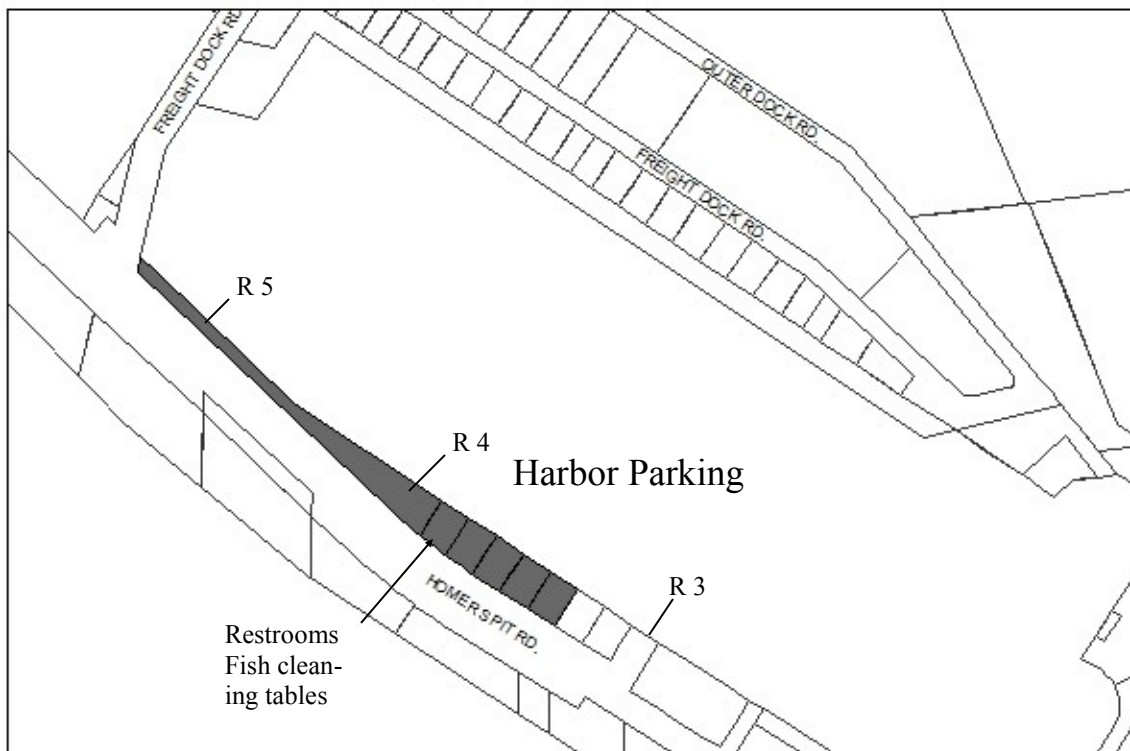 FREIGHT DOCK RD.
OUTER DOCK RD.
FREIGHT DOCK RD.
R 5
R 4
Harbor Parking
R 3
HOMER SPIT RD.
Restrooms
Fish clean-
ing tables